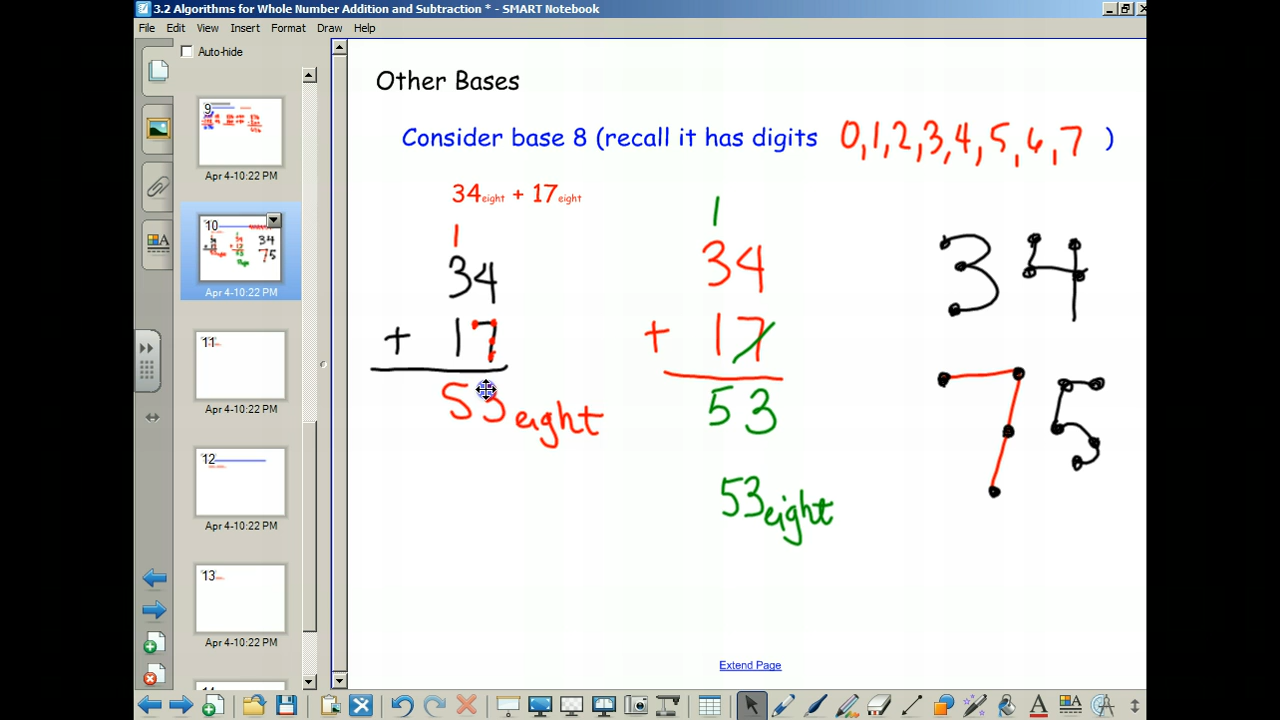 3.2 Algorithms for Whole Number Addition and Subtraction * - SMART Notebook
File Edit View Insert Format Draw Help
Auto-hide
9
Apr 4-10:22 PM
10
Apr 4-10:22 PM
11
Apr 4-10:22 PM
12
Apr 4-10:22 PM
13
Apr 4-10:22 PM
Other Bases
Consider base 8 (recall it has digits 0,1,2,3,4,5,6,7 )
34eight + 17eight
1
34
+ 17
53eight
1
34
+ 17
53
53eight
34
75
Extend Page